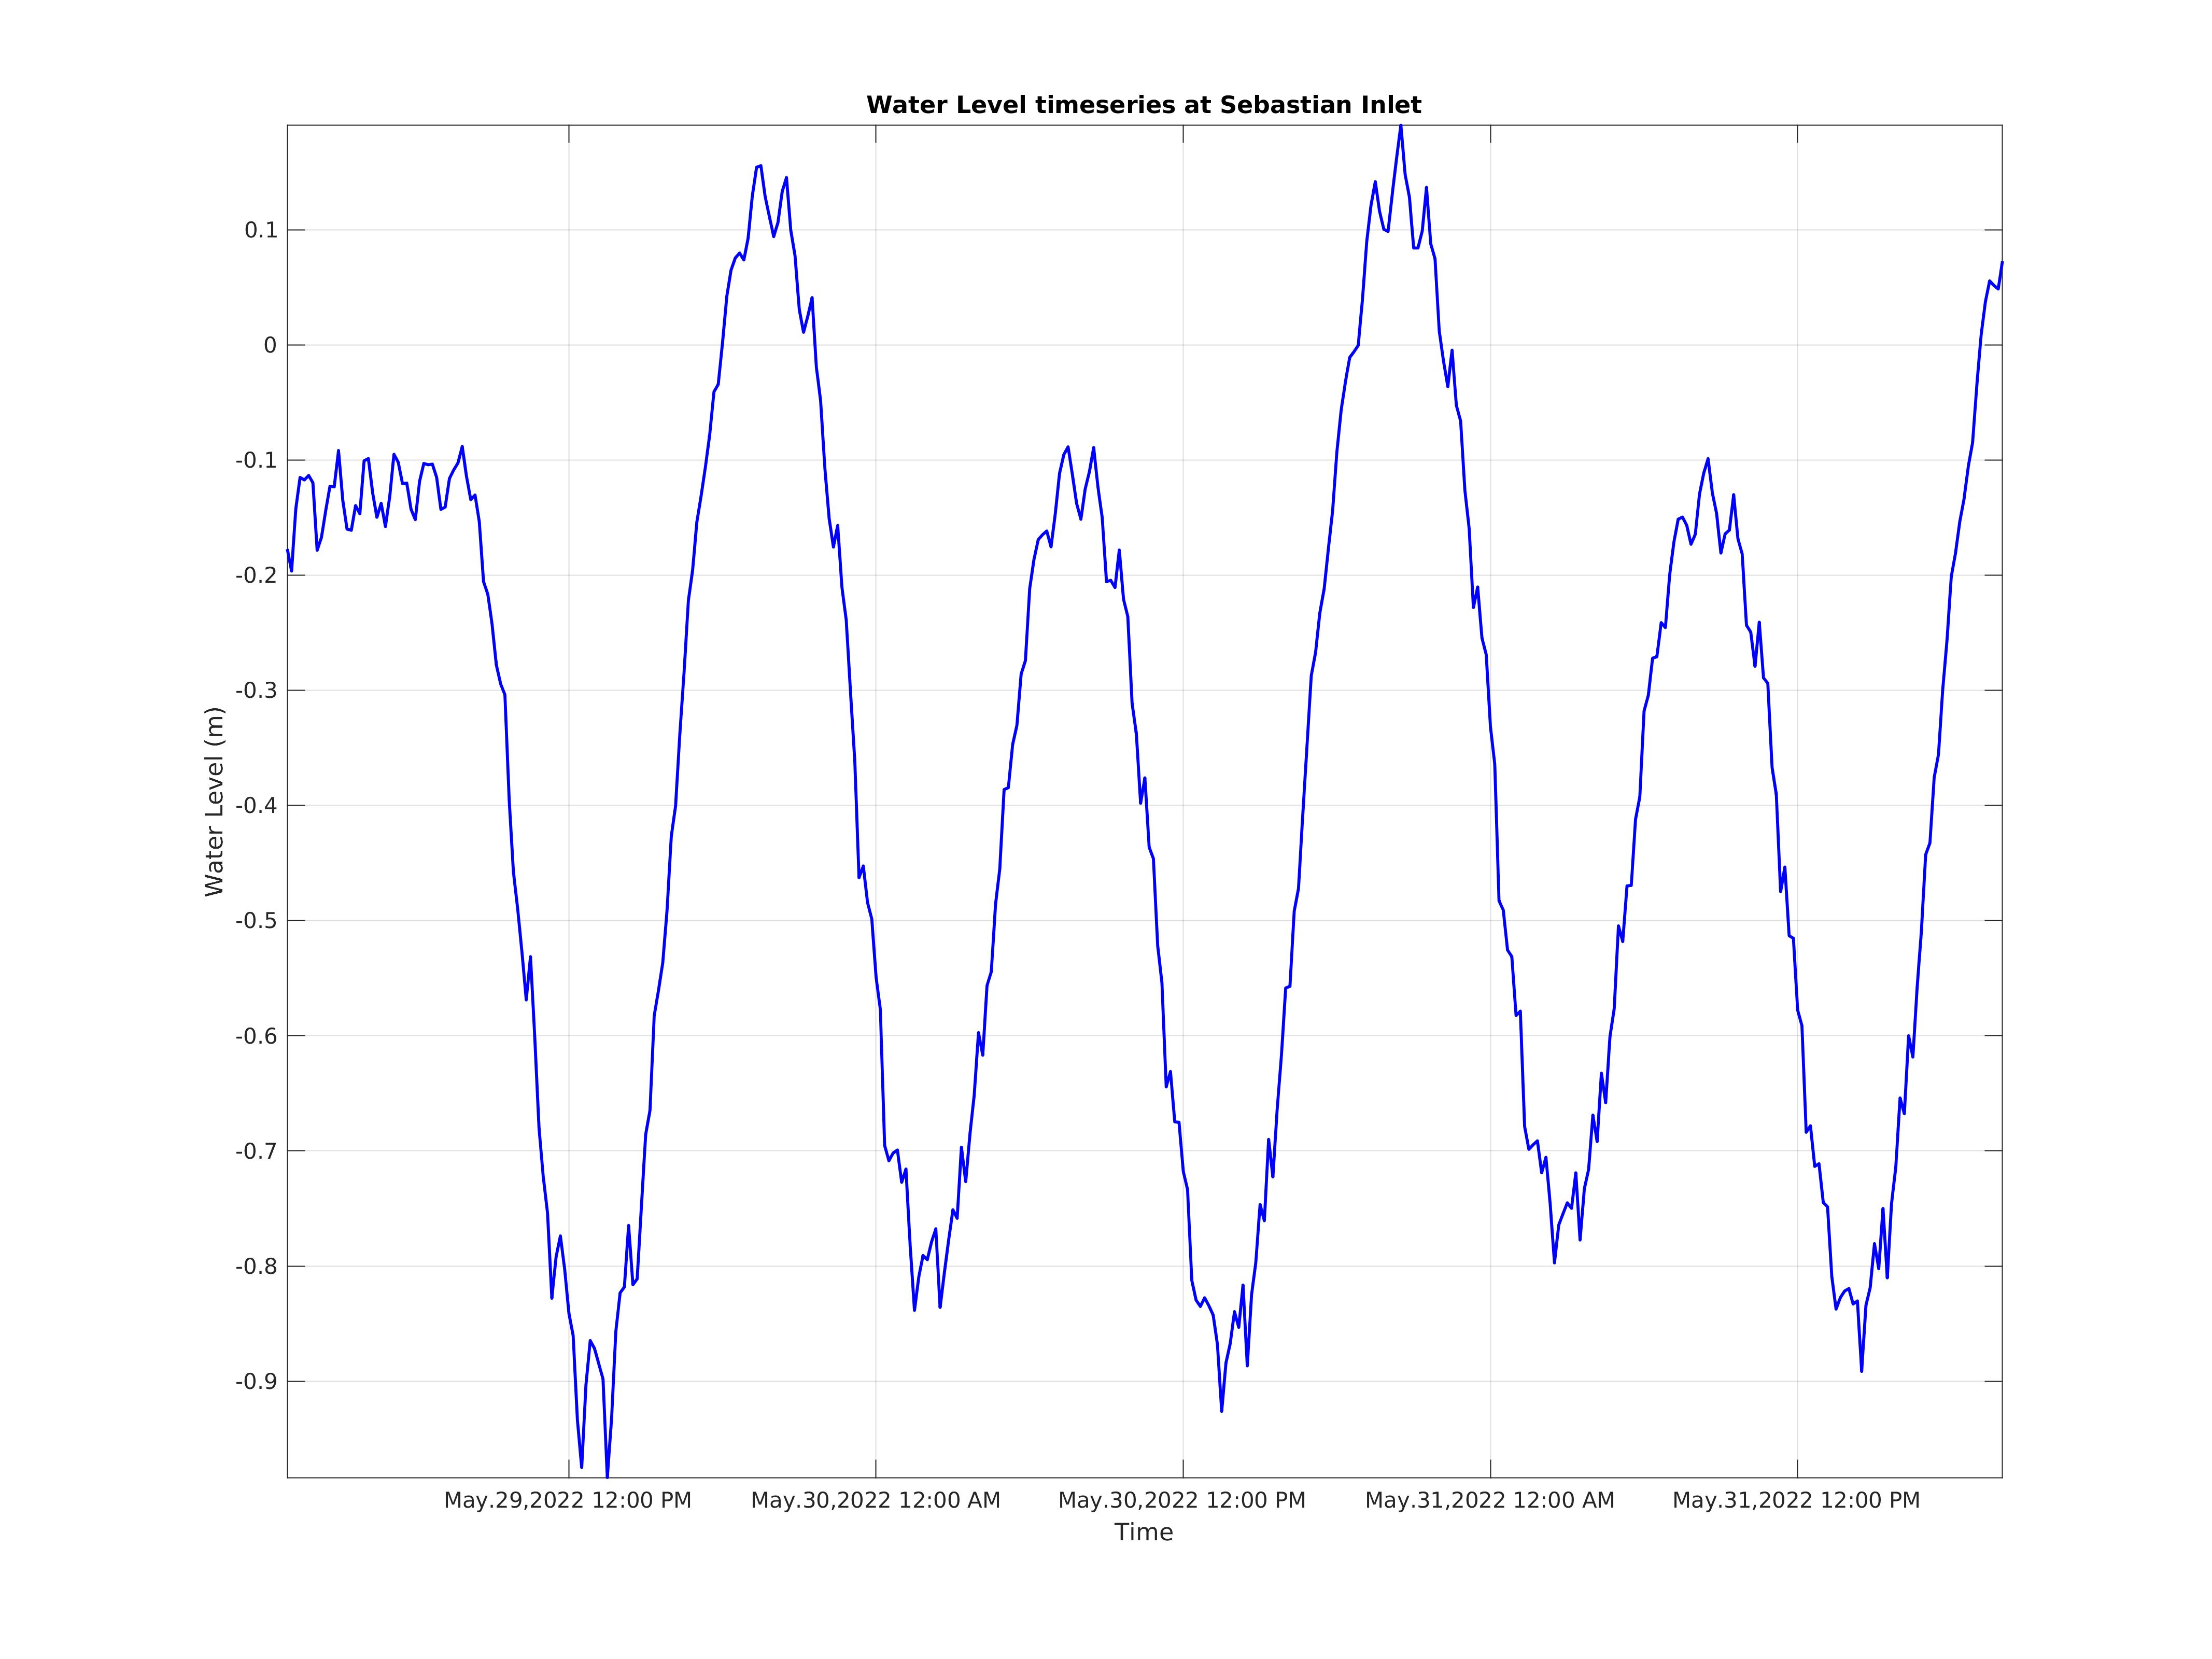 Water Level timeseries at Sebastian Inlet
0.1
0
-0.1
-0.2
-0.3
-0.4
-0.5
-0.6
-0.7
-0.8
-0.9
Water Level (m)
May.29,2022 12:00 PM May.30,2022 12:00 AM May.30,2022 12:00 PM May.31,2022 12:00 AM May.31,2022 12:00 PM
Time